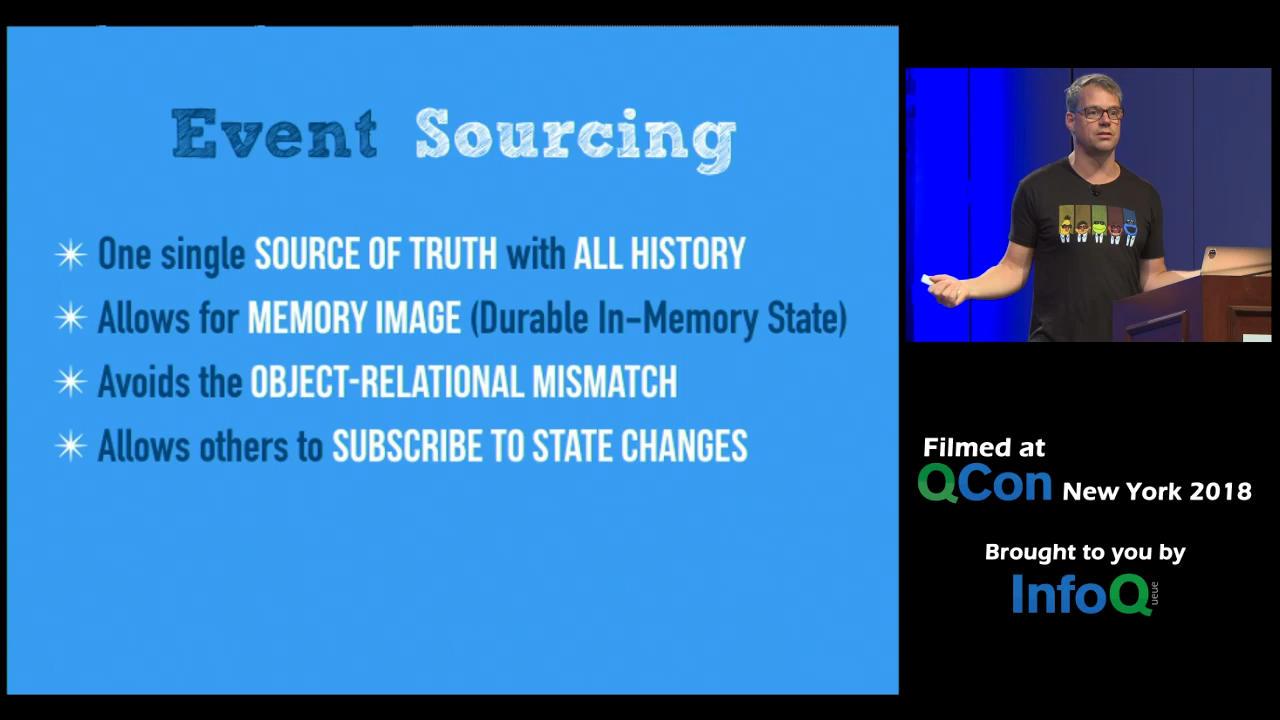 Event Sourcing
One single SOURCE OF TRUTH with ALL HISTORY
Allows for MEMORY IMAGE (Durable In-Memory State)
Avoids the OBJECT-RELATIONAL MISMATCH
Allows others to SUBSCRIBE TO STATE CHANGES
Filmed at
QCon New York 2018
Brought to you by
InfoQueue